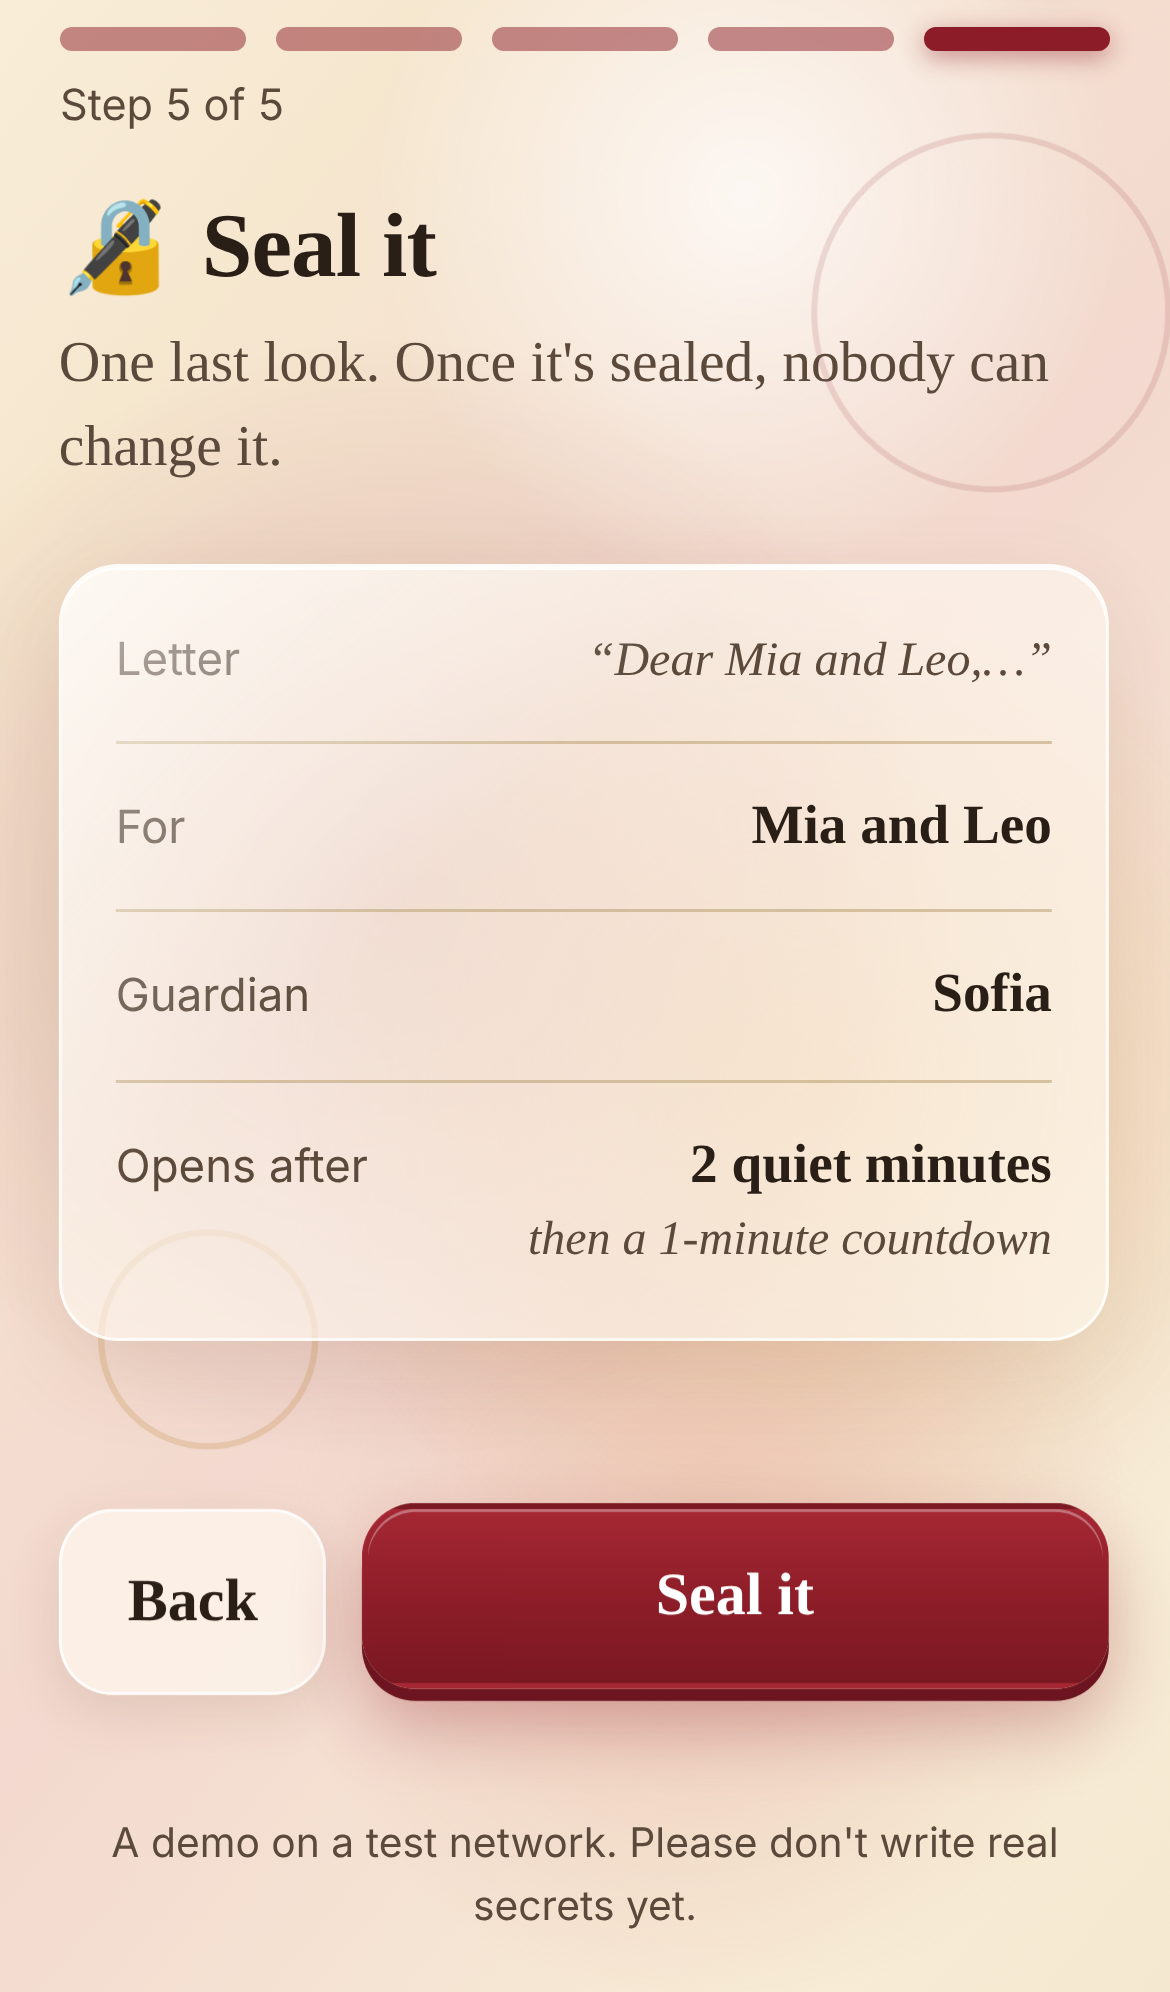 Step 5 of 5
Seal it
One last look. Once it's sealed, nobody can
change it.
Letter “Dear Mia and Leo,…”
For Mia and Leo
Guardian Sofia
Opens after 2 quiet minutes
then a 1-minute countdown
Back Seal it
A demo on a test network. Please don't write real
secrets yet.